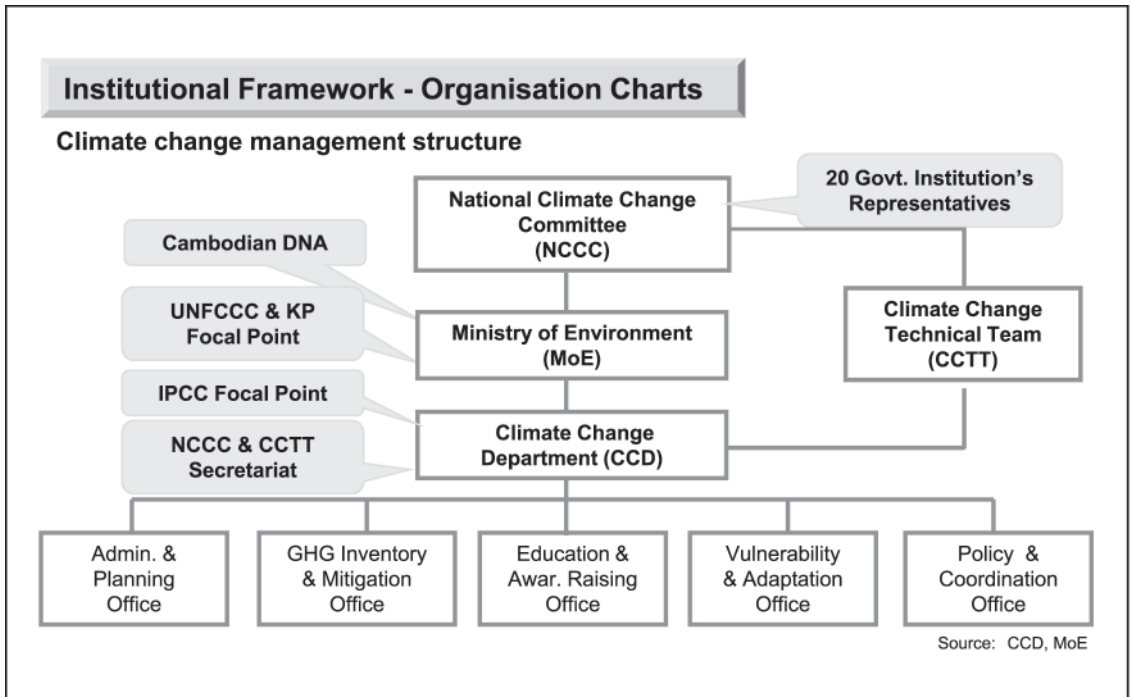 Institutional Framework - Organisation Charts
Climate change management structure
20 Govt. Institution's
Representatives
National Climate Change
Committee
(NCCC)
Cambodian DNA
UNFCCC & KP
Focal Point
Ministry of Environment
(MoE)
Climate Change
Technical Team
(CCTT)
IPCC Focal Point
NCCC & CCTT
Secretariat
Climate Change
Department (CCD)
Admin. &
Planning
Office
GHG Inventory
& Mitigation
Office
Education &
Awar. Raising
Office
Vulnerability
& Adaptation
Office
Policy &
Coordination
Office
Source: CCD, MoE